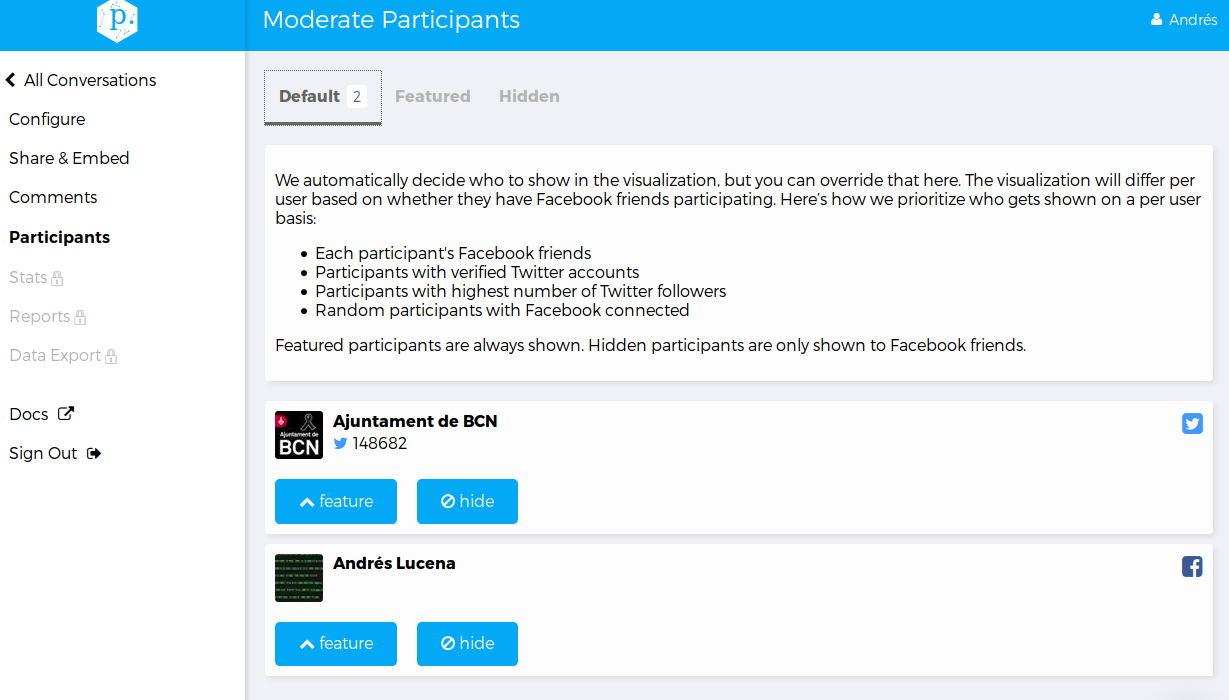 p.
Moderate Participants
Andrés
All Conversations
Configure
Share & Embed
Comments
Participants
Stats
Reports
Data Export
Docs
Sign Out
Default 2 Featured Hidden
We automatically decide who to show in the visualization, but you can override that here. The visualization will differ per
user based on whether they have Facebook friends participating. Here's how we prioritize who gets shown on a per user
basis:
• Each participant's Facebook friends
• Participants with verified Twitter accounts
• Participants with highest number of Twitter followers
• Random participants with Facebook connected
Featured participants are always shown. Hidden participants are only shown to Facebook friends.
Ajuntament de
BCN
Ajuntament de BCN
148682
feature hide
Andrés Lucena
feature hide